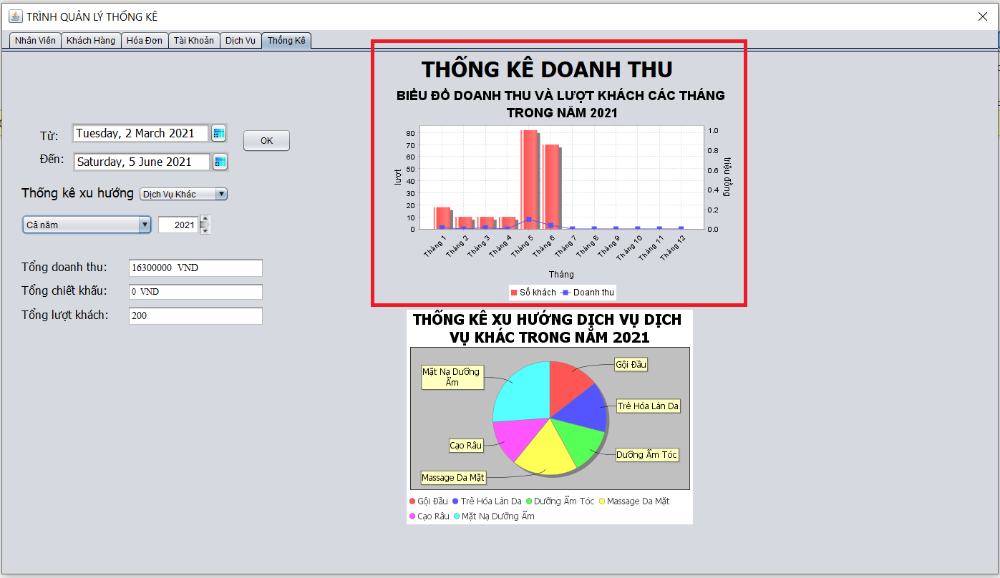 TRÌNH QUẢN LÝ THỐNG KÊ
Nhân Viên
Khách Hàng
Hóa Đơn
Tài Khoản
Dịch Vụ
Thống Kê
Từ:
Tuesday, 2 March 2021
OK
Đến:
Saturday, 5 June 2021
Thống kê xu hướng
Dịch Vụ Khác
Cả năm
2021
Tổng doanh thu:
16300000 VND
Tổng chiết khấu:
0 VND
Tổng lượt khách:
200
THỐNG KÊ DOANH THU
BIỂU ĐỒ DOANH THU VÀ LƯỢT KHÁCH CÁC THÁNG
TRONG NĂM 2021
lượt
80
70
60
50
40
30
20
10
0
1.0
0.8
0.6
0.4
0.2
0.0
triệu đồng
Tháng 1
Tháng 2
Tháng 3
Tháng 4
Tháng 5
Tháng 6
Tháng 7
Tháng 8
Tháng 9
Tháng 10
Tháng 11
Tháng 12
Tháng
Số khách
Doanh thu
THỐNG KÊ XU HƯỚNG DỊCH VỤ DỊCH
VỤ KHÁC TRONG NĂM 2021
Gội Đầu
Mặt Nạ Dưỡng
Ẩm
Trẻ Hóa Làn Da
Cạo Râu
Dưỡng Ẩm Tóc
Massage Da Mặt
Gội Đầu Trẻ Hóa Làn Da Dưỡng Ẩm Tóc Massage Da Mặt
Cạo Râu Mặt Nạ Dưỡng Ẩm